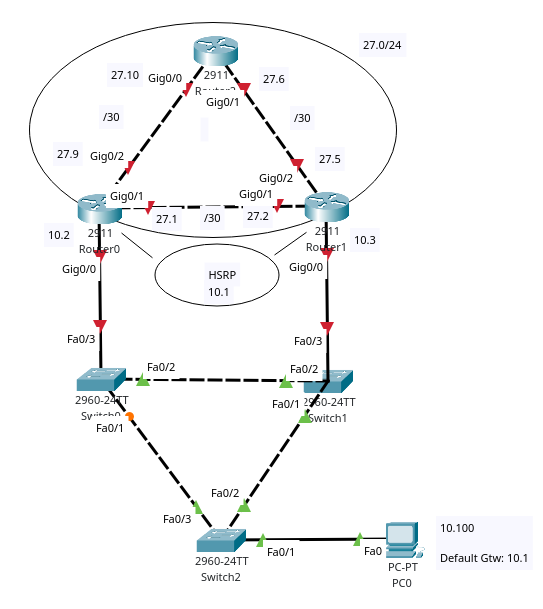 27.0/24
27.10
Gig0/0
27.6
2911
Gig0/1
/30
/30
27.9
Gig0/2
27.5
Gig0/2
Gig0/1
Gig0/1
27.1
/30
27.2
2911
Router0
2911
Router1
10.2
10.3
Gig0/0
Gig0/0
HSRP
10.1
Fa0/3
Fa0/3
Fa0/2
Fa0/2
2960-24TT
Switch0
Fa0/1
2960-24TT
Switch1
Fa0/1
Fa0/2
Fa0/3
2960-24TT
Switch2
Fa0/1
Fa0
PC-PT
PC0
10.100
Default Gtw: 10.1